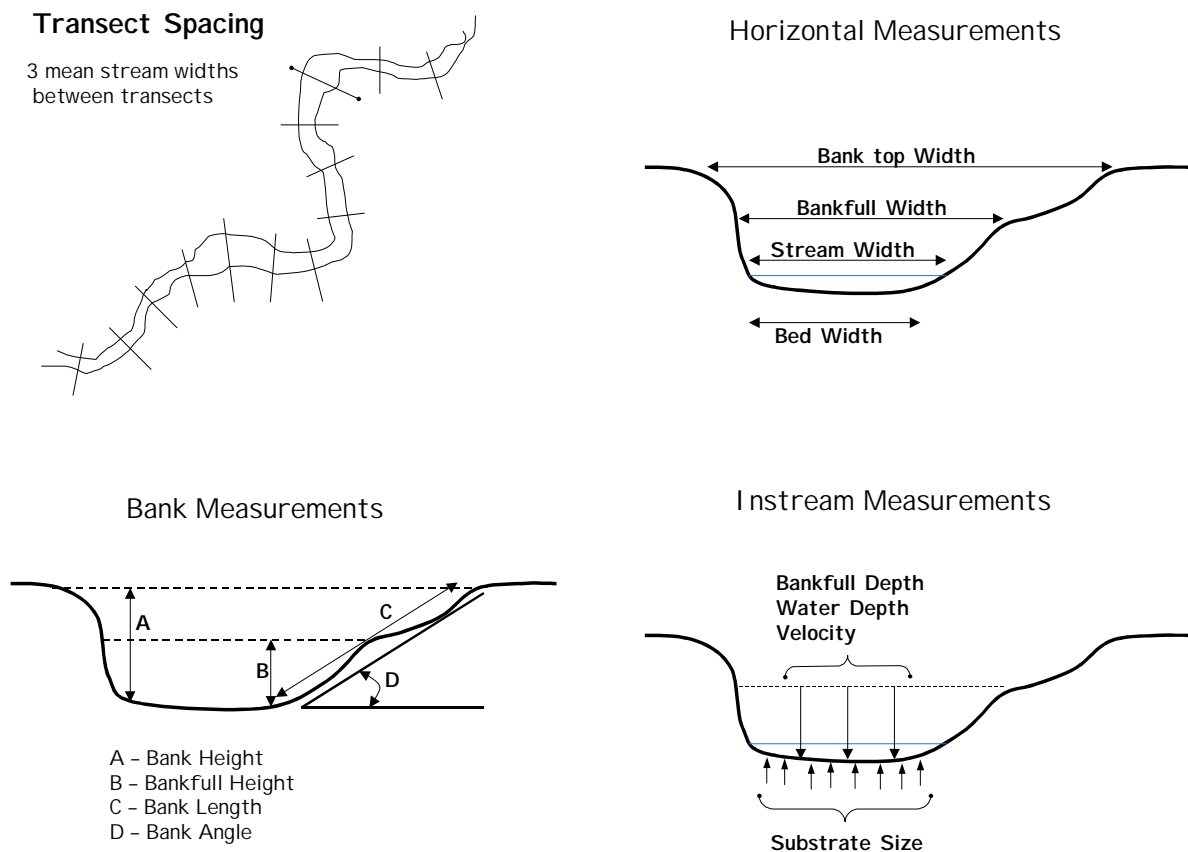 Transect Spacing
3 mean stream widths
between transects
Horizontal Measurements
Bank top Width
Bankfull Width
Stream Width
Bed Width
Bank Measurements
A
B
C
D
A – Bank Height
B – Bankfull Height
C – Bank Length
D – Bank Angle
Instream Measurements
Bankfull Depth
Water Depth
Velocity
Substrate Size